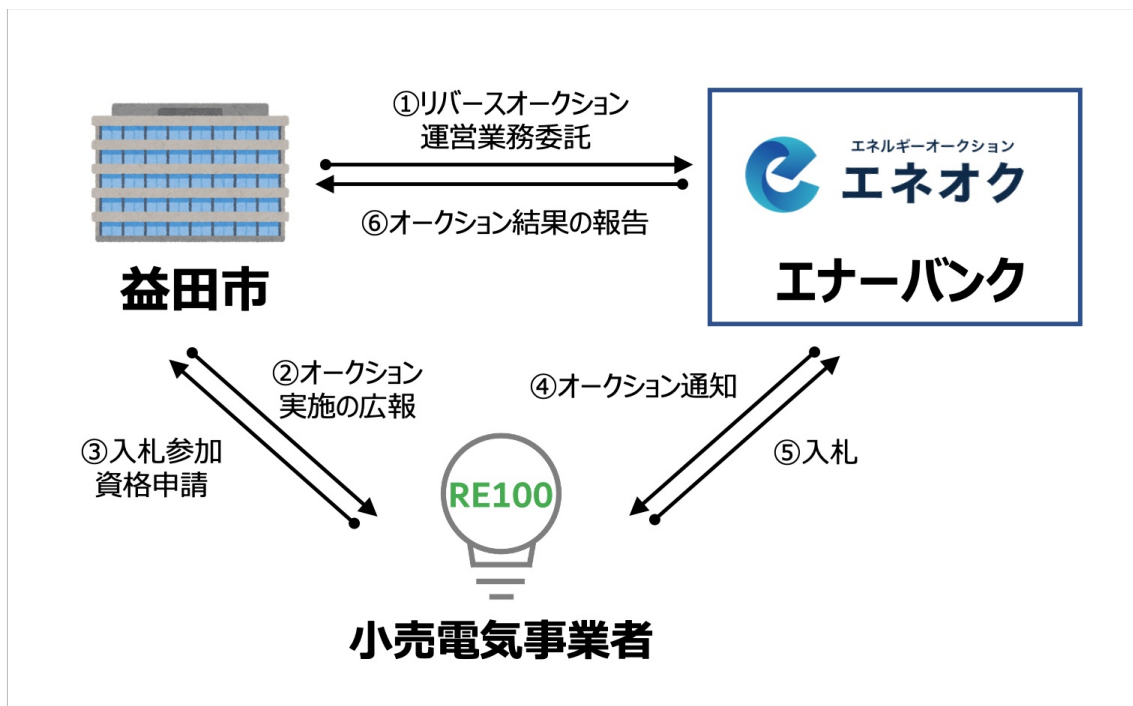 ①リバースオークション
運営業務委託
エネルギーオークション
エネオク
⑥オークション結果の報告
益田市
エナーバンク
②オークション
実施の広報
④オークション通知
③入札参加
資格申請
⑤入札
RE100
小売電気事業者